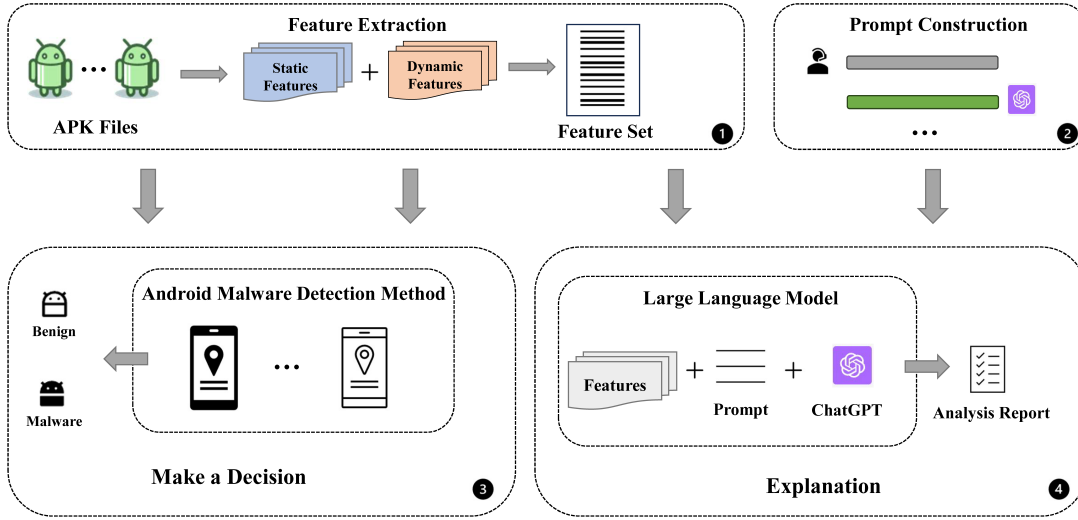 Feature Extraction
Static
Features
+
Dynamic
Features
APK Files
Feature Set
1
Prompt Construction
...
2
Android Malware Detection Method
Benign
Malware
...
Make a Decision
3
Large Language Model
Features
+
Prompt
+
ChatGPT
Analysis Report
Explanation
4